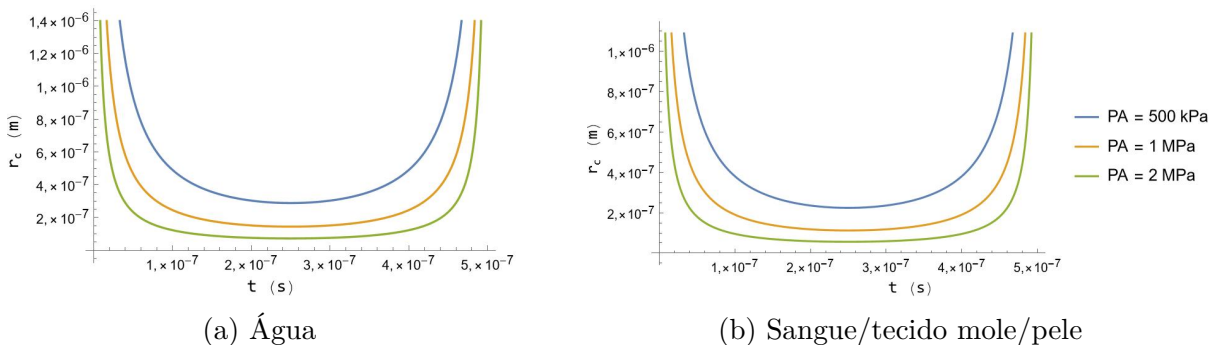 1,4×10⁻⁶
1,2×10⁻⁶
1,×10⁻⁶
8,×10⁻⁷
6,×10⁻⁷
4,×10⁻⁷
2,×10⁻⁷
r_c (m)
1,×10⁻⁷ 2,×10⁻⁷ 3,×10⁻⁷ 4,×10⁻⁷ 5,×10⁻⁷
t (s)
(a) Água
1,×10⁻⁶
8,×10⁻⁷
6,×10⁻⁷
4,×10⁻⁷
2,×10⁻⁷
r_c (m)
1,×10⁻⁷ 2,×10⁻⁷ 3,×10⁻⁷ 4,×10⁻⁷ 5,×10⁻⁷
t (s)
PA = 500 kPa
PA = 1 MPa
PA = 2 MPa
(b) Sangue/tecido mole/pele